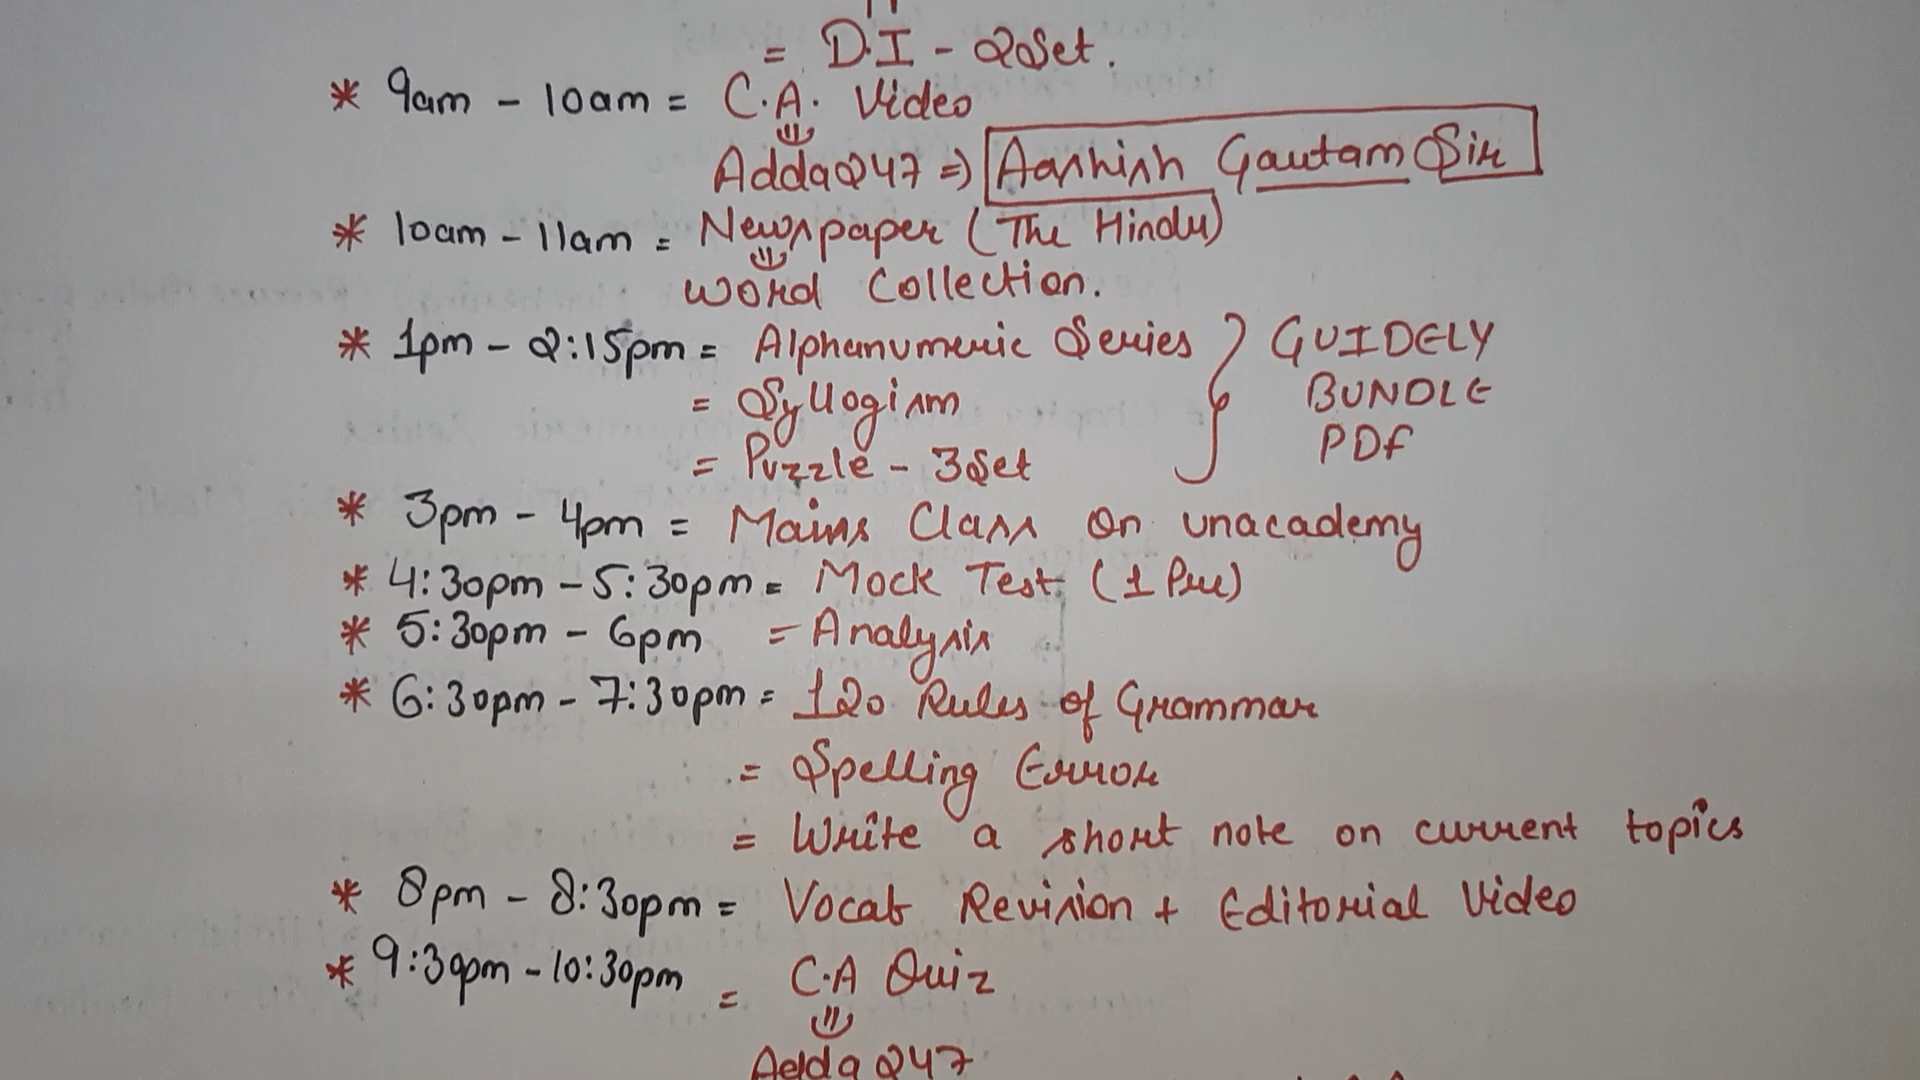 = D.I - 2Set.
* 9am - 10am = C.A. Video
Adda247 => Aashish Gautam Sir
* 10am - 11am = Newspaper (The Hindu)
Word Collection.
* 1pm - 2:15pm = Alphanumeric Series } GUIDELY
= Syllogism BUNDLE
= Puzzle - 3Set PDF
* 3pm - 4pm = Mains Class on unacademy
* 4:30pm - 5:30pm = Mock Test (1 Pre)
* 5:30pm - 6pm = Analysis
* 6:30pm - 7:30pm = 120 Rules of Grammar
= Spelling Error
= Write a short note on current topics
* 8pm - 8:30pm = Vocab Revision + Editorial Video
* 9:30pm - 10:30pm = C.A Quiz
Adda247